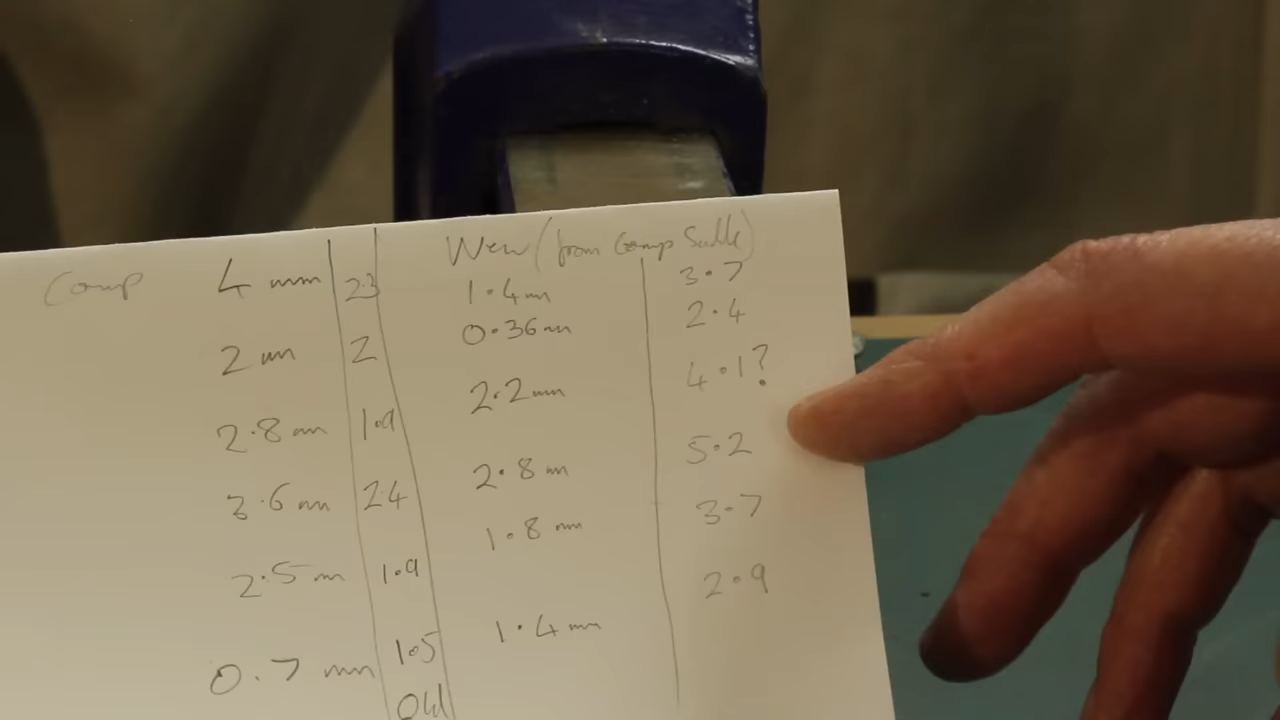 Comp 4 mm 2.3 Wew (from Comp Saddle)
1.4 mm 3.7
2 mm 2 0.36 mm 2.4
2.8 mm 1.9 2.2 mm 4.1?
3.6 mm 2.4 2.8 mm 5.2
2.5 mm 1.9 1.8 mm 3.7
0.7 mm 1.5 1.4 mm 2.9
Old